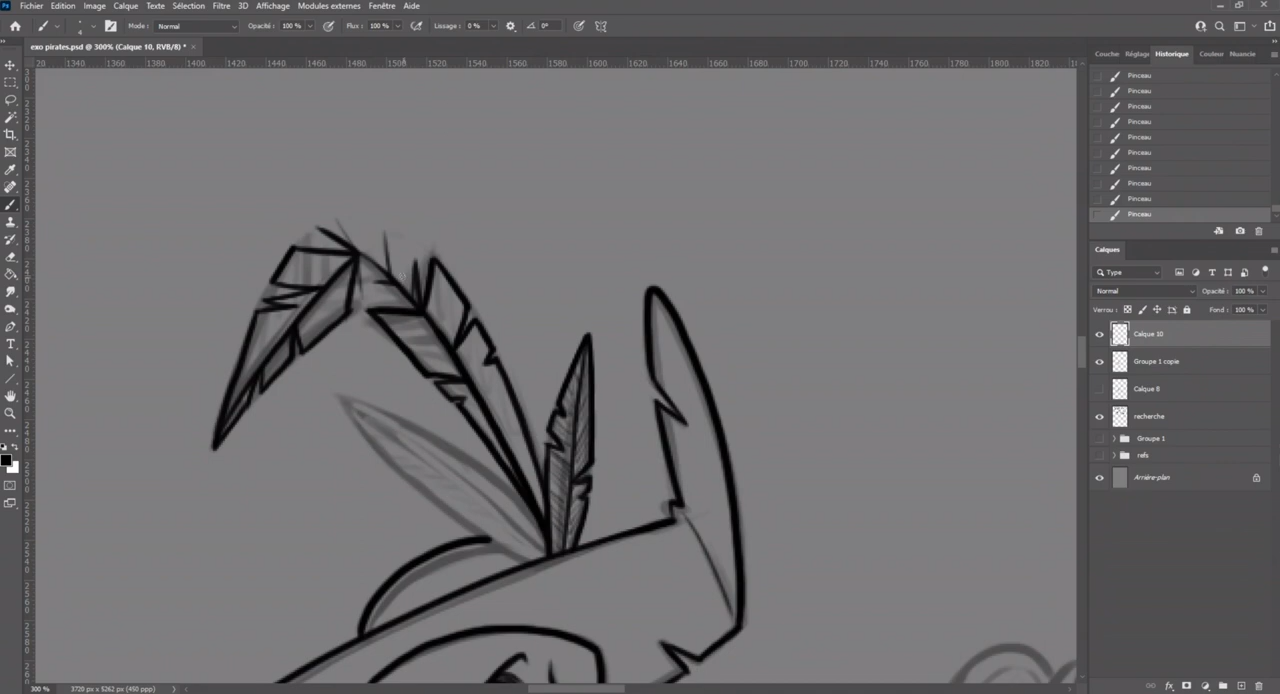 Ps Fichier Edition Image Calque Texte Sélection Filtre 3D Affichage Modules externes Fenêtre Aide
4 Mode : Normal Opacité : 100 % Flux : 100 % Lissage : 0 % 0°
exo pirates.psd @ 300% (Calque 10, RVB/8) * ×
Couche Réglage Historique Couleur Nuancie
20 1340 1360 1380 1400 1420 1440 1460 1480 1500 1520 1540 1560 1580 1600 1620 1640 1660 1680 1700 1720 1740 1760 1780 1800 1820
Pinceau
Pinceau
Pinceau
Pinceau
Pinceau
Pinceau
Pinceau
Pinceau
Pinceau
Pinceau
Calques
Type
Normal Opacité : 100 %
Verrou : Fond : 100 %
Calque 10
Groupe 1 copie
Calque 8
recherche
Groupe 1
refs
Arrière-plan
300 % 3720 px x 5262 px (450 ppp)
fx